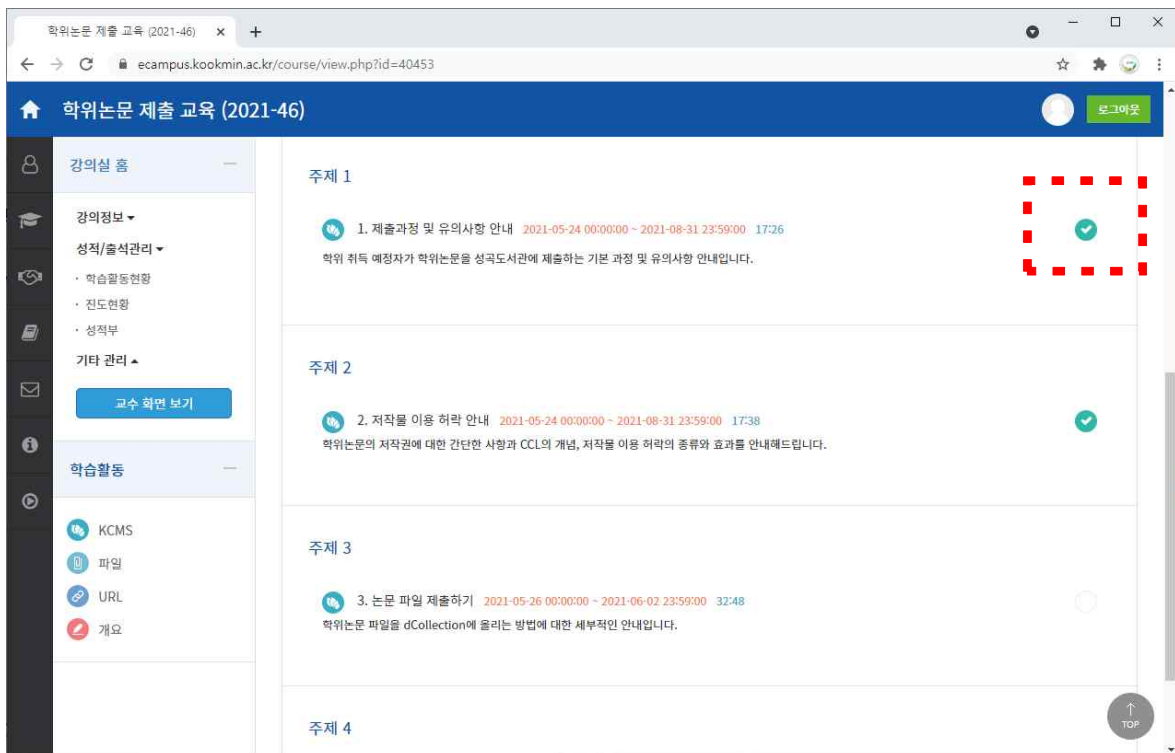 학위논문 제출 교육 (2021-46)
ecampus.kookmin.ac.kr/course/view.php?id=40453
학위논문 제출 교육 (2021-46)
로그아웃
강의실 홈
강의정보
성적/출석관리
· 학습활동현황
· 진도현황
· 성적부
기타 관리
교수 화면 보기
학습활동
KCMS
파일
URL
개요
주제 1
1. 제출과정 및 유의사항 안내 2021-05-24 00:00:00 ~ 2021-08-31 23:59:00 17:26
학위 취득 예정자가 학위논문을 성곡도서관에 제출하는 기본 과정 및 유의사항 안내입니다.
주제 2
2. 저작물 이용 허락 안내 2021-05-24 00:00:00 ~ 2021-08-31 23:59:00 17:38
학위논문의 저작권에 대한 간단한 사항과 CCL의 개념, 저작물 이용 허락의 종류와 효과를 안내해드립니다.
주제 3
3. 논문 파일 제출하기 2021-05-26 00:00:00 ~ 2021-06-02 23:59:00 32:48
학위논문 파일을 dCollection에 올리는 방법에 대한 세부적인 안내입니다.
주제 4
TOP